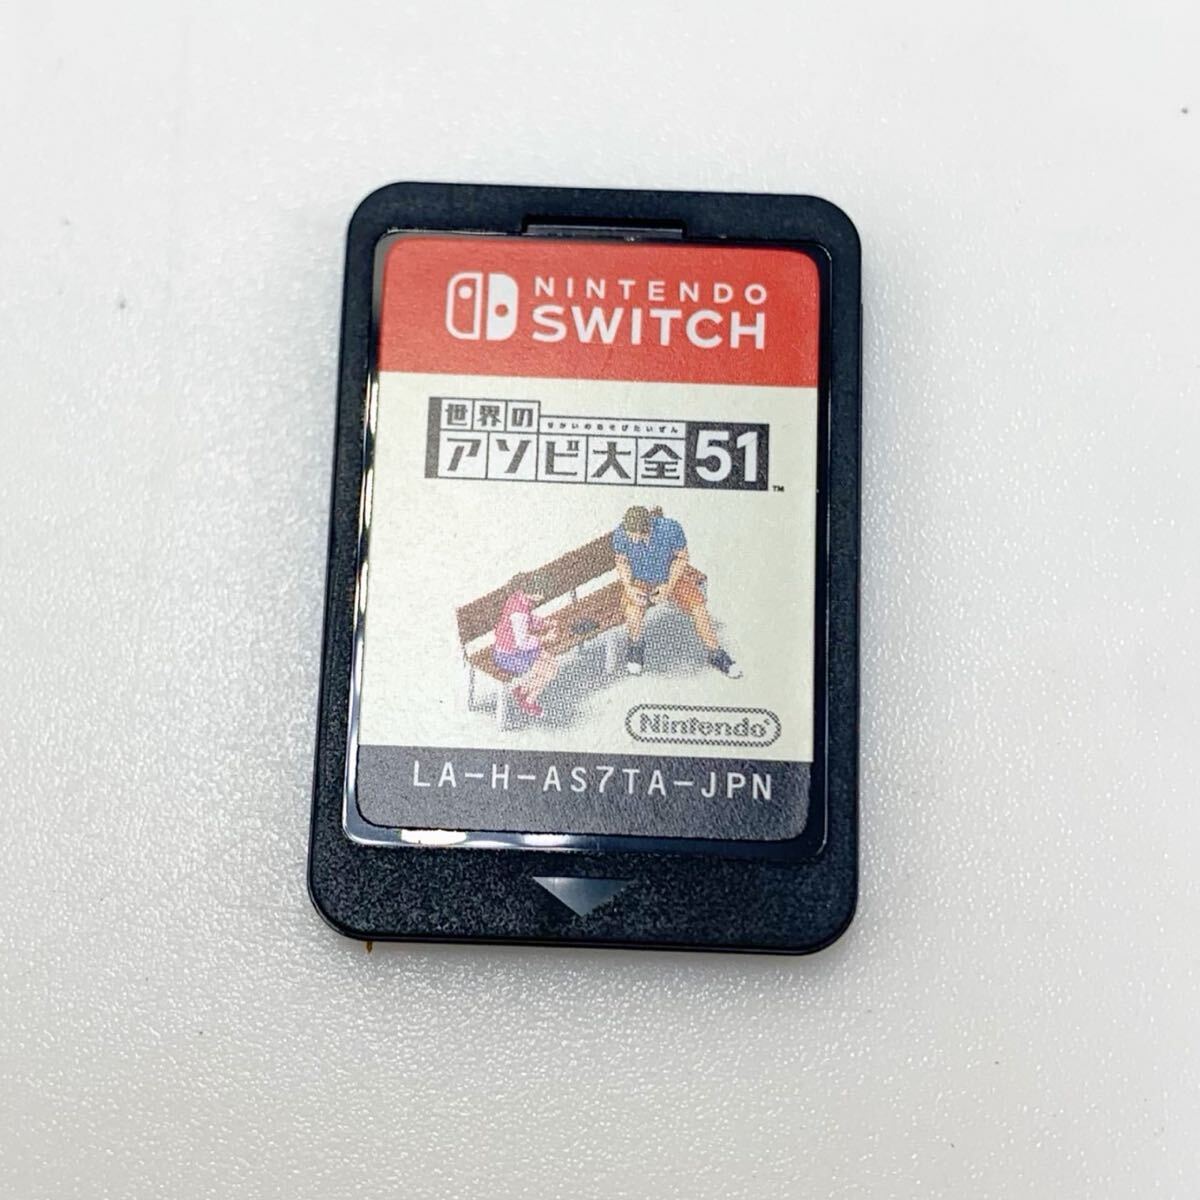 NINTENDO
SWITCH
世界の
せかいのあそびたいぜん
アソビ大全51
TM
Nintendo
LA-H-AS7TA-JPN